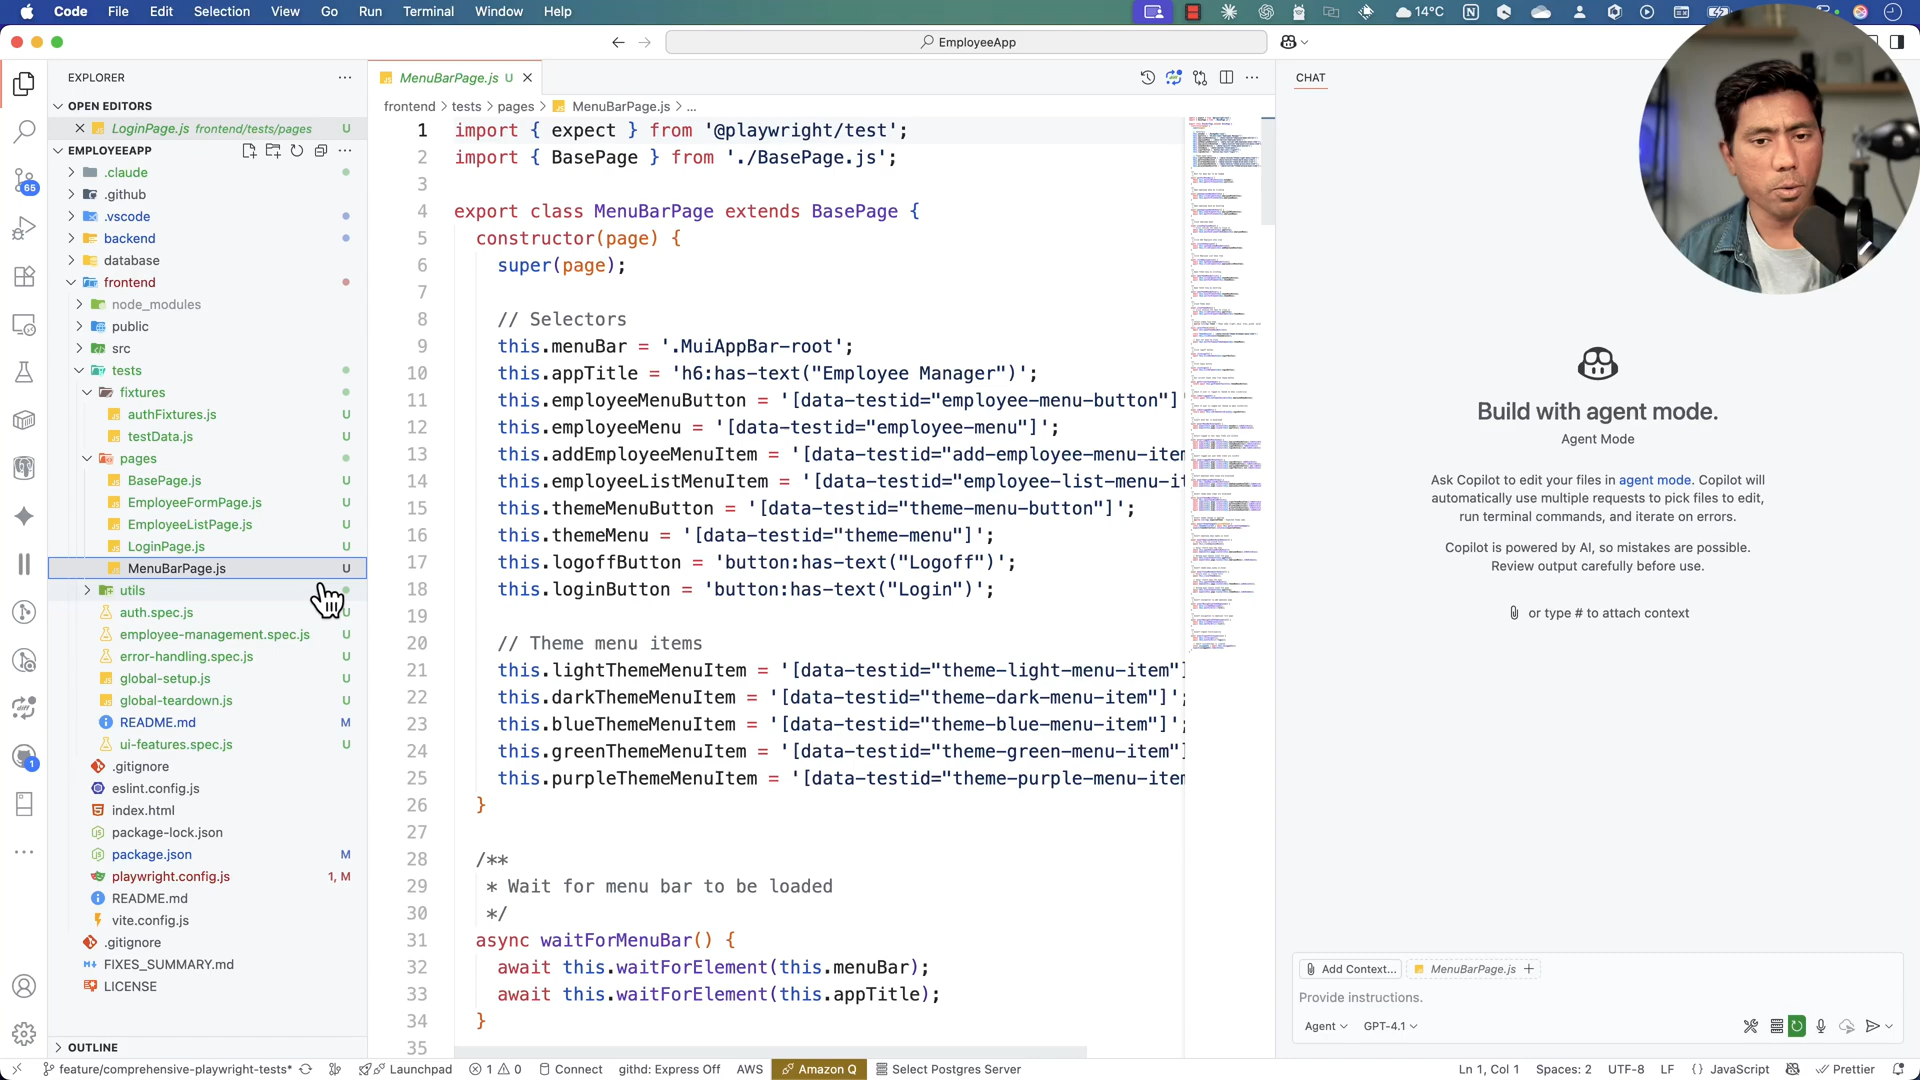 Code File Edit Selection View Go Run Terminal Window Help
14°C
EmployeeApp
EXPLORER
OPEN EDITORS
LoginPage.js frontend/tests/pages U
EMPLOYEEAPP
.claude
.github
.vscode
backend
database
frontend
node_modules
public
src
tests
fixtures
authFixtures.js U
testData.js U
pages
BasePage.js U
EmployeeFormPage.js U
EmployeeListPage.js U
LoginPage.js U
MenuBarPage.js U
utils
auth.spec.js
employee-management.spec.js U
error-handling.spec.js U
global-setup.js U
global-teardown.js U
README.md M
ui-features.spec.js U
.gitignore
eslint.config.js
index.html
package-lock.json
package.json M
playwright.config.js 1, M
README.md
vite.config.js
.gitignore
FIXES_SUMMARY.md
LICENSE
OUTLINE
65
1
MenuBarPage.js U
frontend > tests > pages > MenuBarPage.js > ...
1 import { expect } from '@playwright/test';
2 import { BasePage } from './BasePage.js';
3
4 export class MenuBarPage extends BasePage {
5 constructor(page) {
6 super(page);
7
8 // Selectors
9 this.menuBar = '.MuiAppBar-root';
10 this.appTitle = 'h6:has-text("Employee Manager")';
11 this.employeeMenuButton = '[data-testid="employee-menu-button"]'
12 this.employeeMenu = '[data-testid="employee-menu"]';
13 this.addEmployeeMenuItem = '[data-testid="add-employee-menu-item
14 this.employeeListMenuItem = '[data-testid="employee-list-menu-it
15 this.themeMenuButton = '[data-testid="theme-menu-button"]';
16 this.themeMenu = '[data-testid="theme-menu"]';
17 this.logoffButton = 'button:has-text("Logoff")';
18 this.loginButton = 'button:has-text("Login")';
19
20 // Theme menu items
21 this.lightThemeMenuItem = '[data-testid="theme-light-menu-item"]
22 this.darkThemeMenuItem = '[data-testid="theme-dark-menu-item"]';
23 this.blueThemeMenuItem = '[data-testid="theme-blue-menu-item"]';
24 this.greenThemeMenuItem = '[data-testid="theme-green-menu-item"]
25 this.purpleThemeMenuItem = '[data-testid="theme-purple-menu-item
26 }
27
28 /**
29 * Wait for menu bar to be loaded
30 */
31 async waitForMenuBar() {
32 await this.waitForElement(this.menuBar);
33 await this.waitForElement(this.appTitle);
34 }
35
CHAT
Build with agent mode.
Agent Mode
Ask Copilot to edit your files in agent mode. Copilot will
automatically use multiple requests to pick files to edit,
run terminal commands, and iterate on errors.
Copilot is powered by AI, so mistakes are possible.
Review output carefully before use.
or type # to attach context
Add Context... MenuBarPage.js +
Provide instructions.
Agent GPT-4.1
feature/comprehensive-playwright-tests* Launchpad 1 0 Connect githd: Express Off AWS Amazon Q Select Postgres Server Ln 1, Col 1 Spaces: 2 UTF-8 LF {} JavaScript Prettier